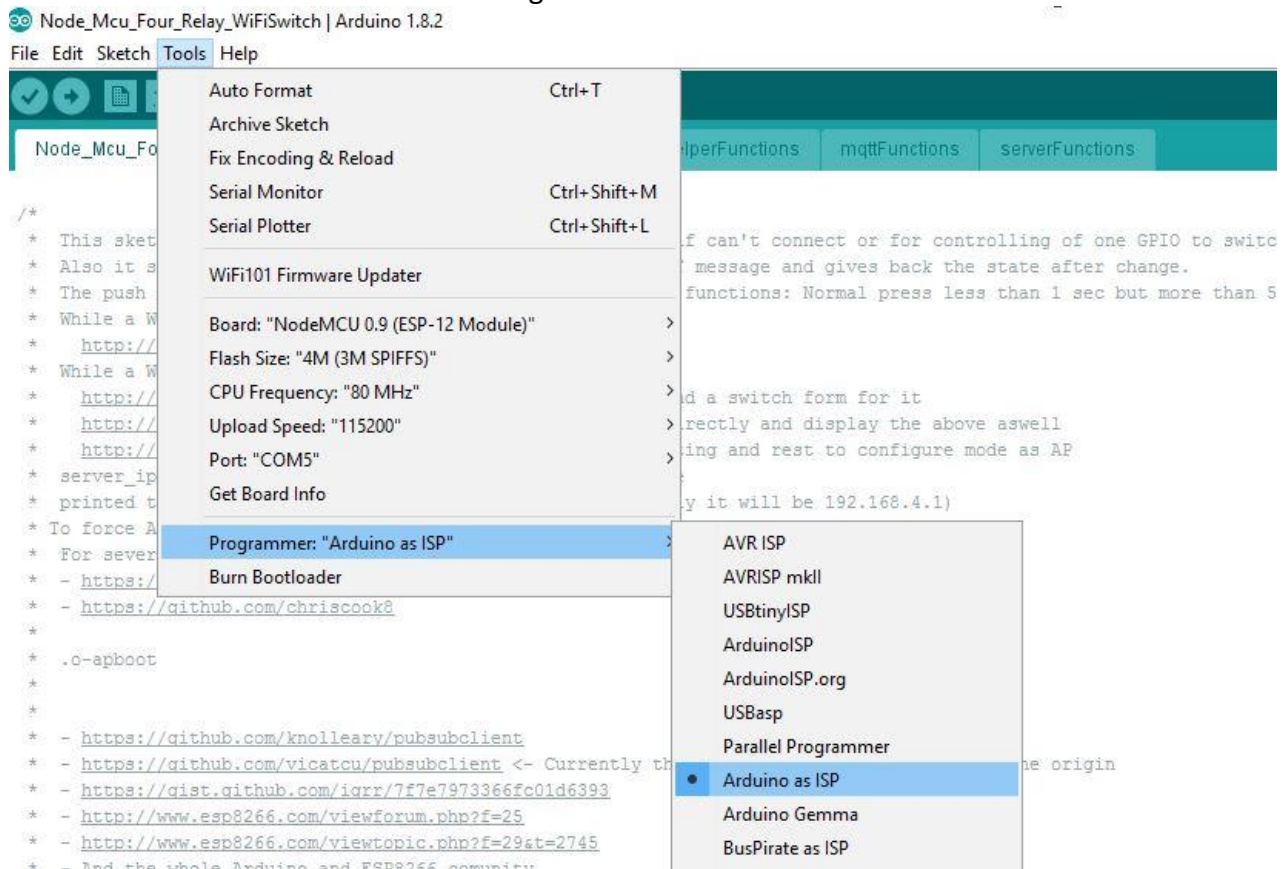 Node_Mcu_Four_Relay_WiFiSwitch | Arduino 1.8.2
File Edit Sketch Tools Help
Auto Format Ctrl+T
Archive Sketch
Node_Mcu_Fo lperFunctions mqttFunctions serverFunctions
Fix Encoding & Reload
Serial Monitor Ctrl+Shift+M
/*
Serial Plotter Ctrl+Shift+L
* This sket if can't connect or for controlling of one GPIO to switc
* Also it s message and gives back the state after change.
WiFi101 Firmware Updater
* The push functions: Normal press less than 1 sec but more than 5
* While a W
Board: "NodeMCU 0.9 (ESP-12 Module)" >
* http://
Flash Size: "4M (3M SPIFFS)" >
* While a W
CPU Frequency: "80 MHz" >
* http:// d a switch form for it
Upload Speed: "115200" >
* http:// rectly and display the above aswell
* http:// ing and rest to configure mode as AP
Port: "COM5" >
* server_ip
Get Board Info
* printed t y it will be 192.168.4.1)
* To force A
Programmer: "Arduino as ISP" >
AVR ISP
* For sever
Burn Bootloader
AVRISP mkII
* - https:/
* - https://github.com/chriscook8
USBtinyISP
*
ArduinoISP
* .o-apboot
ArduinoISP.org
*
*
USBasp
* - https://github.com/knolleary/pubsubclient
Parallel Programmer
* - https://github.com/vicatcu/pubsubclient <- Currently th e origin
Arduino as ISP
* - https://gist.github.com/igrr/7f7e7973366fc01d6393
* - http://www.esp8266.com/viewforum.php?f=25
Arduino Gemma
* - http://www.esp8266.com/viewtopic.php?f=29&t=2745
BusPirate as ISP
* - And the whole Arduino and ESP8266 comunity